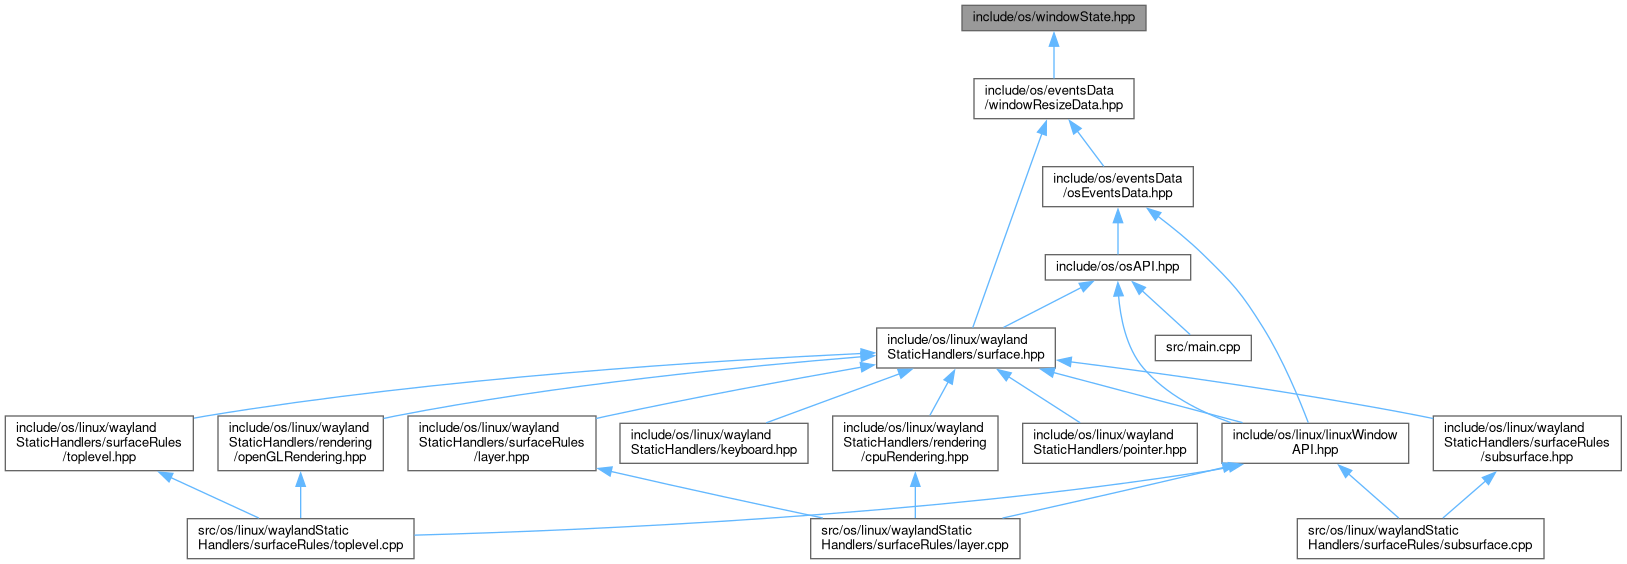 include/os/windowState.hpp
include/os/eventsData
/windowResizeData.hpp
include/os/eventsData
/osEventsData.hpp
include/os/osAPI.hpp
include/os/linux/wayland
StaticHandlers/surface.hpp
src/main.cpp
include/os/linux/wayland
StaticHandlers/surfaceRules
/toplevel.hpp
include/os/linux/wayland
StaticHandlers/rendering
/openGLRendering.hpp
include/os/linux/wayland
StaticHandlers/surfaceRules
/layer.hpp
include/os/linux/wayland
StaticHandlers/keyboard.hpp
include/os/linux/wayland
StaticHandlers/rendering
/cpuRendering.hpp
include/os/linux/wayland
StaticHandlers/pointer.hpp
include/os/linux/linuxWindow
API.hpp
include/os/linux/wayland
StaticHandlers/surfaceRules
/subsurface.hpp
src/os/linux/waylandStatic
Handlers/surfaceRules/toplevel.cpp
src/os/linux/waylandStatic
Handlers/surfaceRules/layer.cpp
src/os/linux/waylandStatic
Handlers/surfaceRules/subsurface.cpp